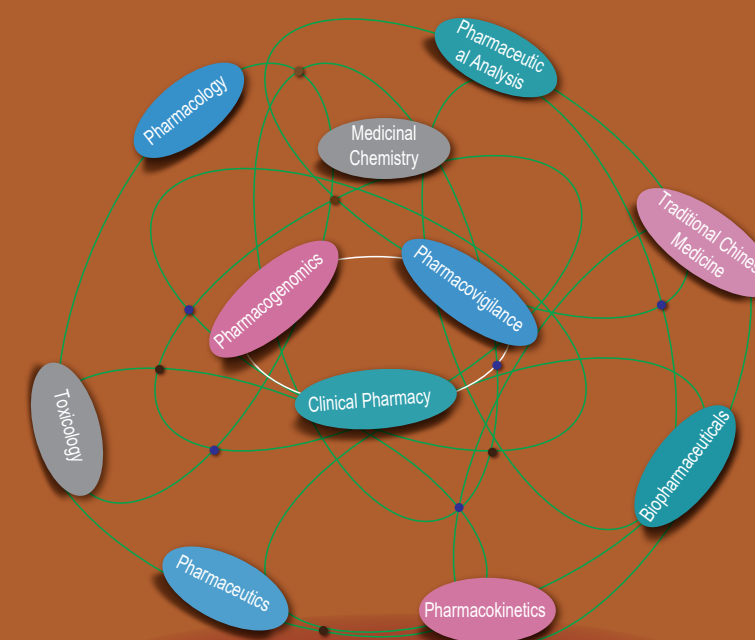 Pharmaceutic
al Analysis
Pharmacology
Medicinal
Chemistry
Traditional Chines
Medicine
Pharmacogenomics
Pharmacovigilance
Clinical Pharmacy
Toxicology
Biopharmaceuticals
Pharmaceutics
Pharmacokinetics